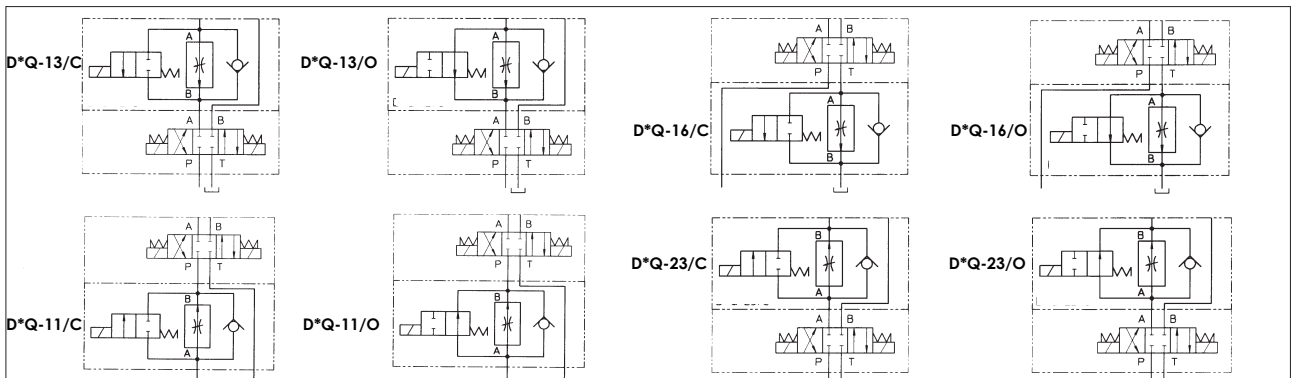 A
D*Q-13/C
B
A B
P T
A
D*Q-13/O
B
A B
P T
A B
P T
A
D*Q-16/C
B
A B
P T
A
D*Q-16/O
B
A B
P T
B
D*Q-11/C
A
A B
P T
B
D*Q-11/O
A
B
D*Q-23/C
A
A B
P T
B
D*Q-23/O
A
A B
P T